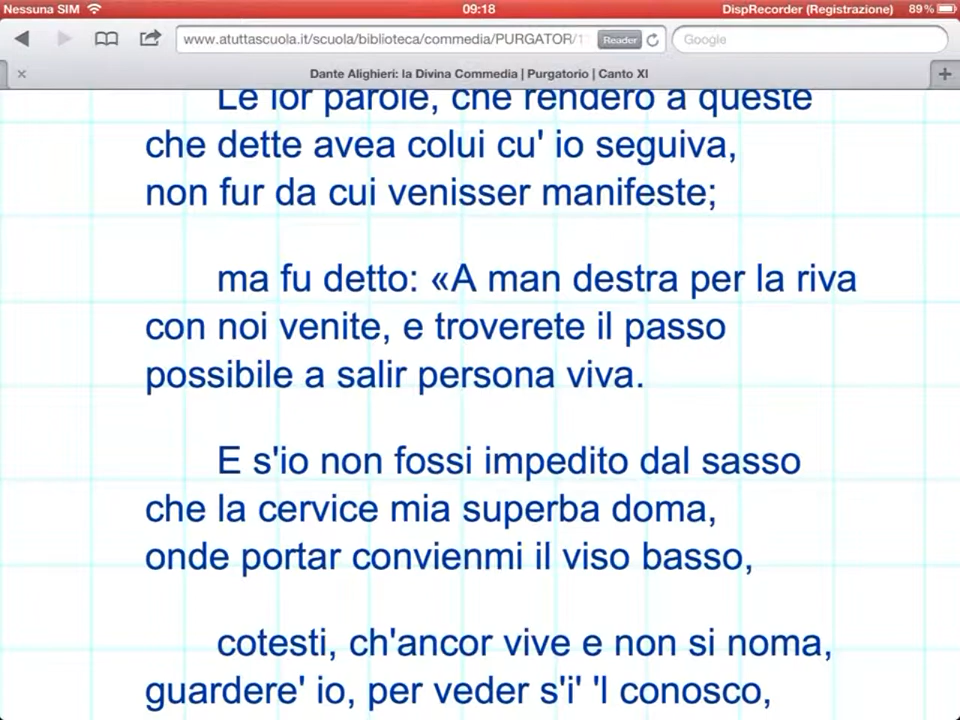 Nessuna SIM 09:18 DispRecorder (Registrazione) 89%
www.atuttascuola.it/scuola/biblioteca/commedia/PURGATOR/1 Reader Google
Dante Alighieri: la Divina Commedia | Purgatorio | Canto XI
Le lor parole, che rendero a queste
che dette avea colui cu' io seguiva,
non fur da cui venisser manifeste;
ma fu detto: «A man destra per la riva
con noi venite, e troverete il passo
possibile a salir persona viva.
E s'io non fossi impedito dal sasso
che la cervice mia superba doma,
onde portar convienmi il viso basso,
cotesti, ch'ancor vive e non si noma,
guardere' io, per veder s'i' 'l conosco,